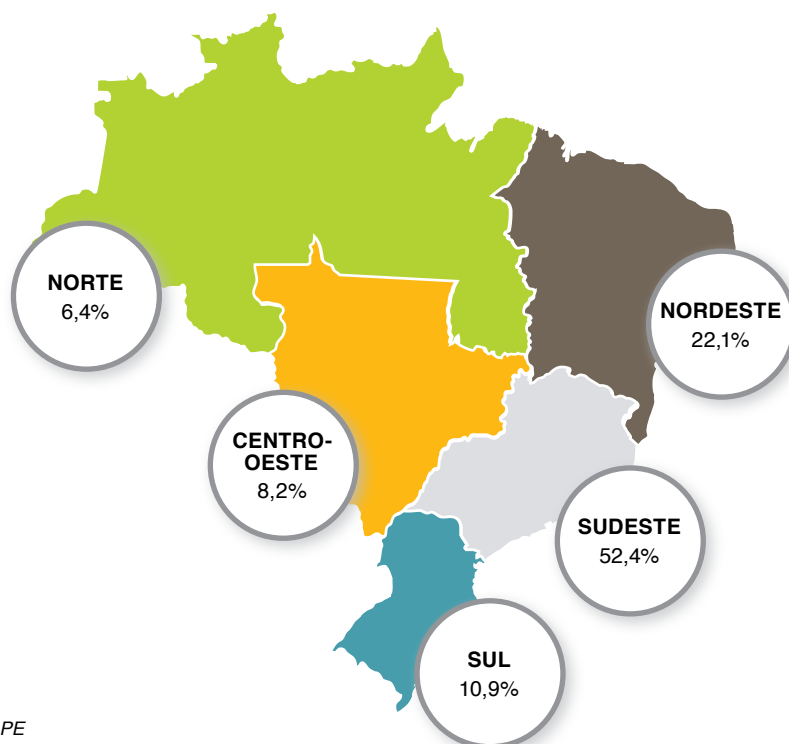 NORTE
6,4%
NORDESTE
22,1%
CENTRO-
OESTE
8,2%
SUDESTE
52,4%
SUL
10,9%
PE